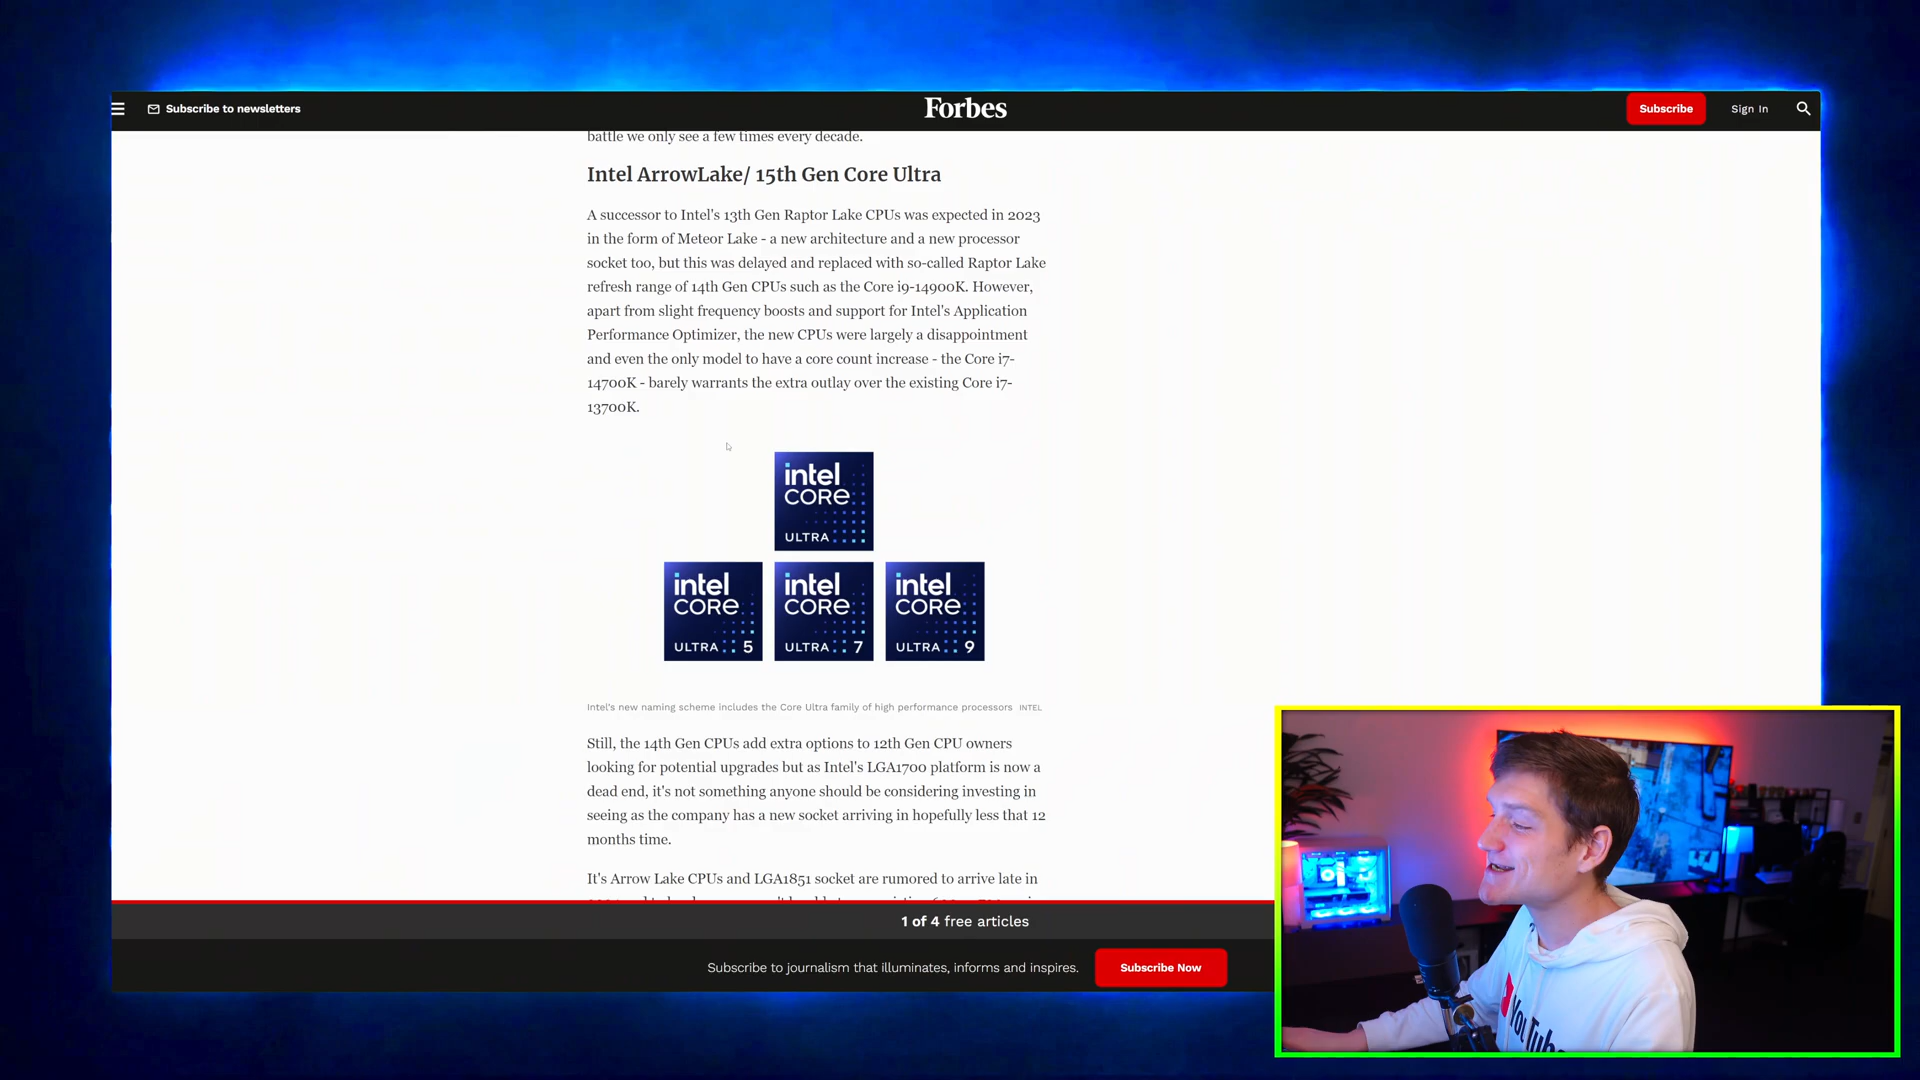 Subscribe to newsletters
Forbes
Subscribe
Sign In
battle we only see a few times every decade.
Intel ArrowLake/ 15th Gen Core Ultra
A successor to Intel's 13th Gen Raptor Lake CPUs was expected in 2023
in the form of Meteor Lake - a new architecture and a new processor
socket too, but this was delayed and replaced with so-called Raptor Lake
refresh range of 14th Gen CPUs such as the Core i9-14900K. However,
apart from slight frequency boosts and support for Intel's Application
Performance Optimizer, the new CPUs were largely a disappointment
and even the only model to have a core count increase - the Core i7-
14700K - barely warrants the extra outlay over the existing Core i7-
13700K.
intel
CORE
ULTRA
intel
CORE
ULTRA 5
intel
CORE
ULTRA 7
intel
CORE
ULTRA 9
Intel's new naming scheme includes the Core Ultra family of high performance processors INTEL
Still, the 14th Gen CPUs add extra options to 12th Gen CPU owners
looking for potential upgrades but as Intel's LGA1700 platform is now a
dead end, it's not something anyone should be considering investing in
seeing as the company has a new socket arriving in hopefully less that 12
months time.
It's Arrow Lake CPUs and LGA1851 socket are rumored to arrive late in
1 of 4 free articles
Subscribe to journalism that illuminates, informs and inspires.
Subscribe Now
YouTube